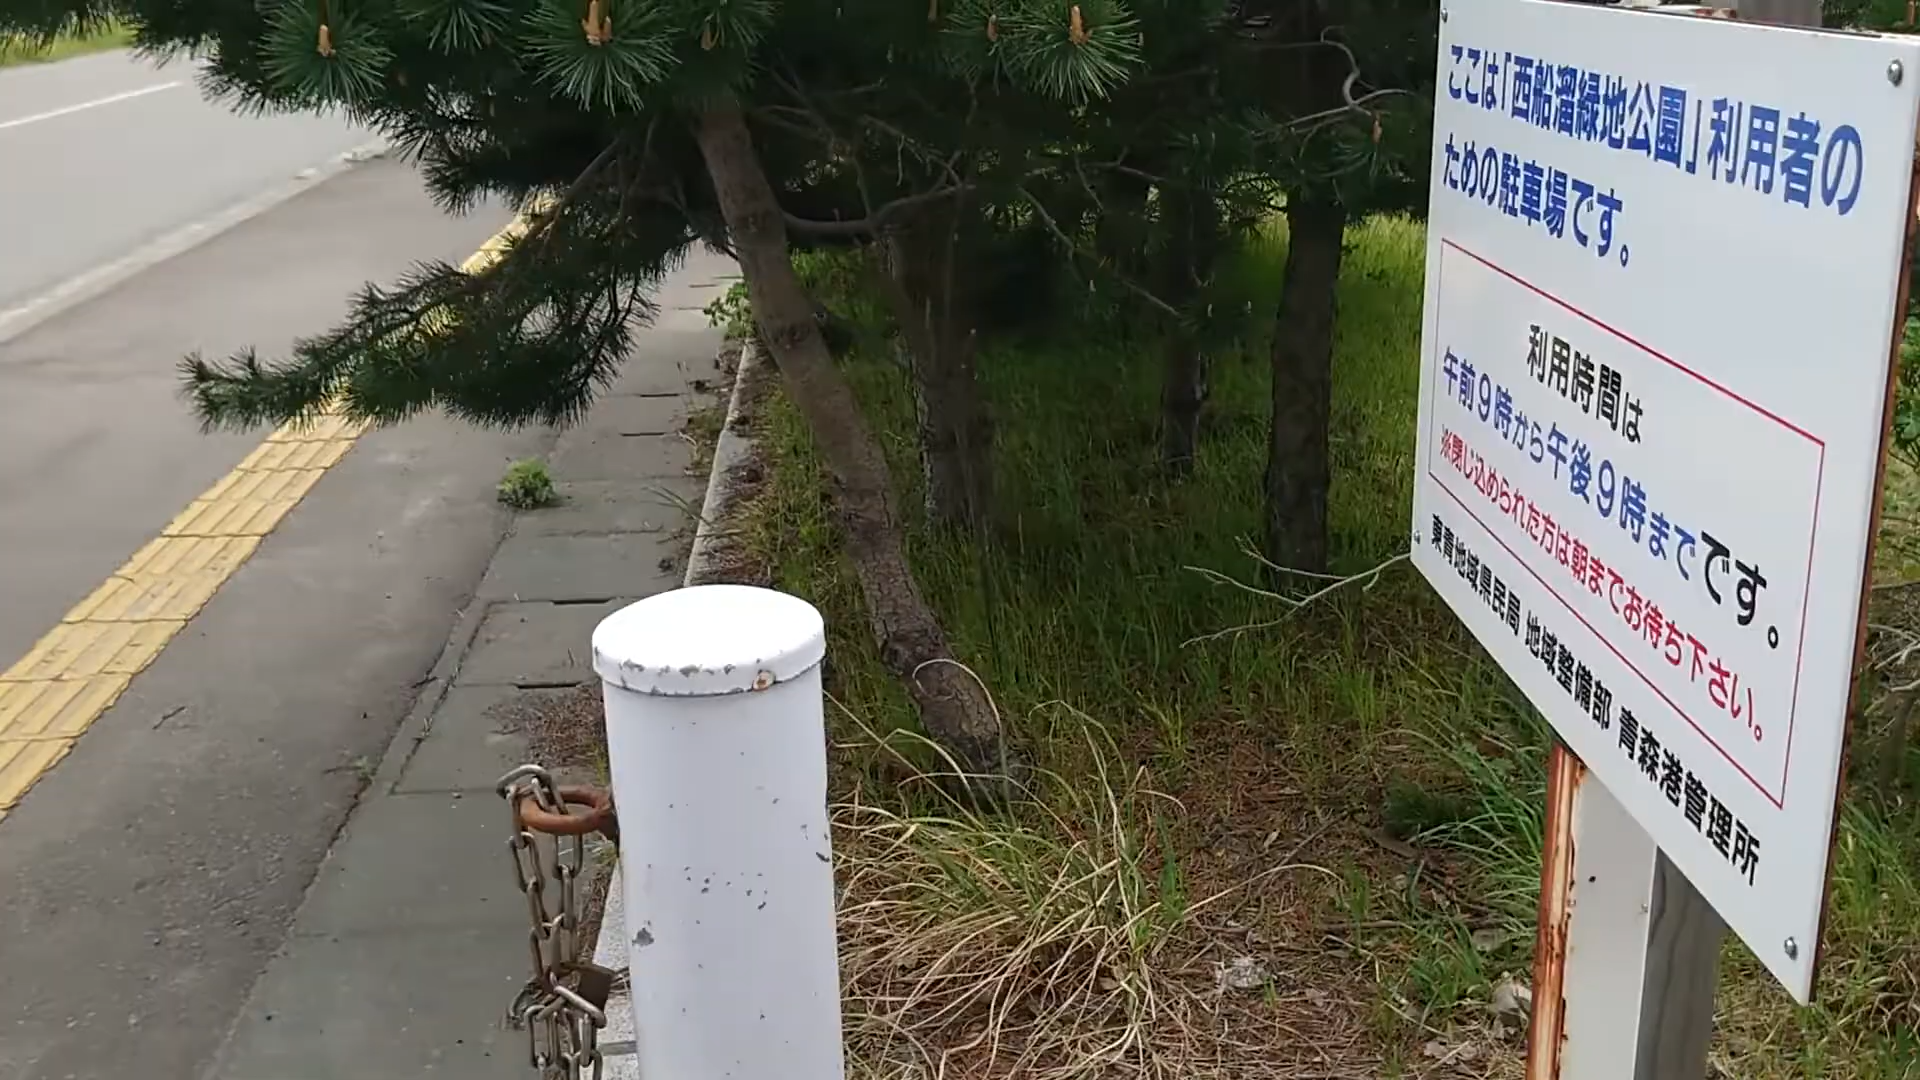 ここは「西船溜緑地公園」利用者の
ための駐車場です。
利用時間は
午前９時から午後９時までです。
※閉じ込められた方は朝までお待ち下さい。
東青地域県民局 地域整備部 青森港管理所